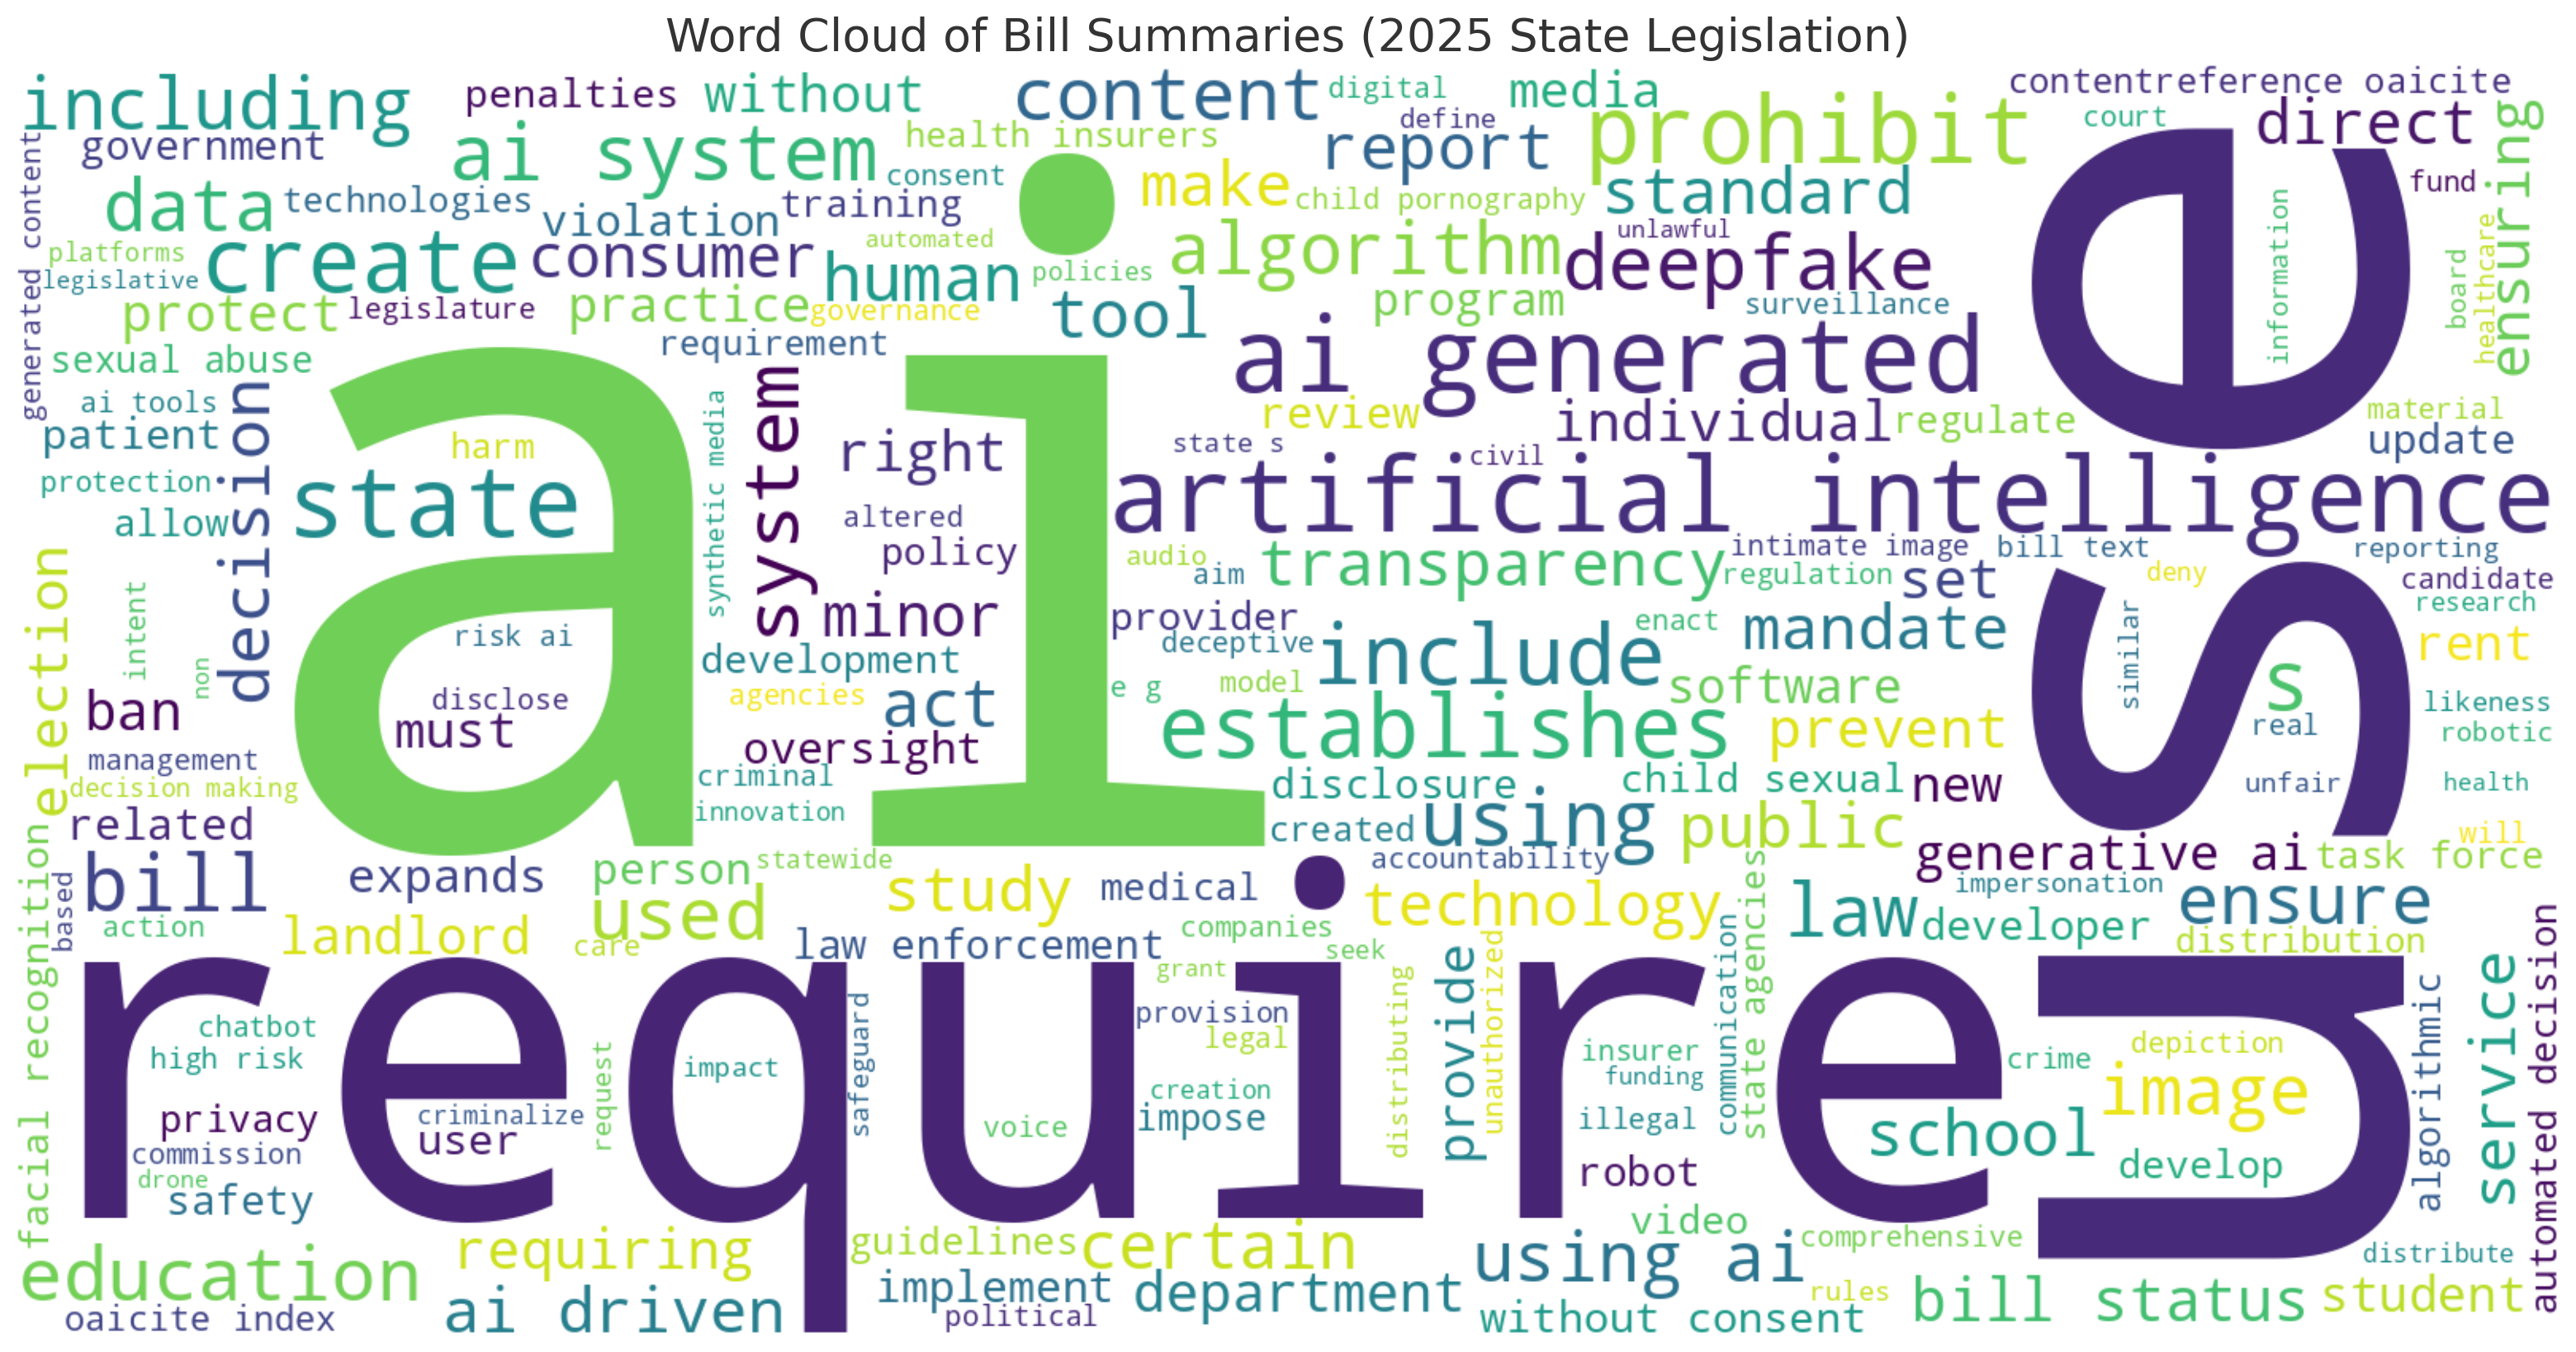 Word Cloud of Bill Summaries (2025 State Legislation)
including
penalties
without
content
digital
media
contentreference oaicite
government
ai system
health insurers
define
report
prohibit
court
direct
ensuring
generated content
data
technologies
violation
training
consent
make
child pornography
standard
fund
platforms
legislative
create
consumer
automated
human
policies
algorithm
unlawful
deepfake
information
board
healthcare
protect
legislature
practice
governance
tool
program
surveillance
sexual abuse
requirement
ai generated
use
ai tools
patient
decision
harm
ai
system
synthetic media
right
review
individual
regulate
material
update
state s
civil
protection
allow
state
altered
policy
artificial intelligence
audio
aim
transparency
intimate image
regulation
bill text
deny
set
reporting
candidate
research
election
intent
non
risk ai
minor
provider
deceptive
include
enact
mandate
similar
rent
ban
disclose
must
development
agencies
act
e g
model
establishes
software
prevent
s
real
likeness
robotic
management
decision making
oversight
criminal
innovation
disclosure
child sexual
new
unfair
health
related
created
using
public
will
facial recognition
based
bill
expands
person
statewide
study
medical
accountability
technology
generative ai
task force
impersonation
action
landlord
care
used
law enforcement
companies
seek
law
developer
ensure
distribution
require
chatbot
high risk
request
impact
safeguard
grant
provision
legal
distributing
provide
unauthorized
insurer
funding
communication
state agencies
crime
depiction
image
algorithmic
service
automated decision
privacy
criminalize
user
voice
creation
impose
illegal
school
commission
drone
safety
robot
develop
education
requiring
guidelines
certain
video
using ai
comprehensive
distribute
oaicite index
ai driven
implement
political
department
without consent
rules
bill status
student